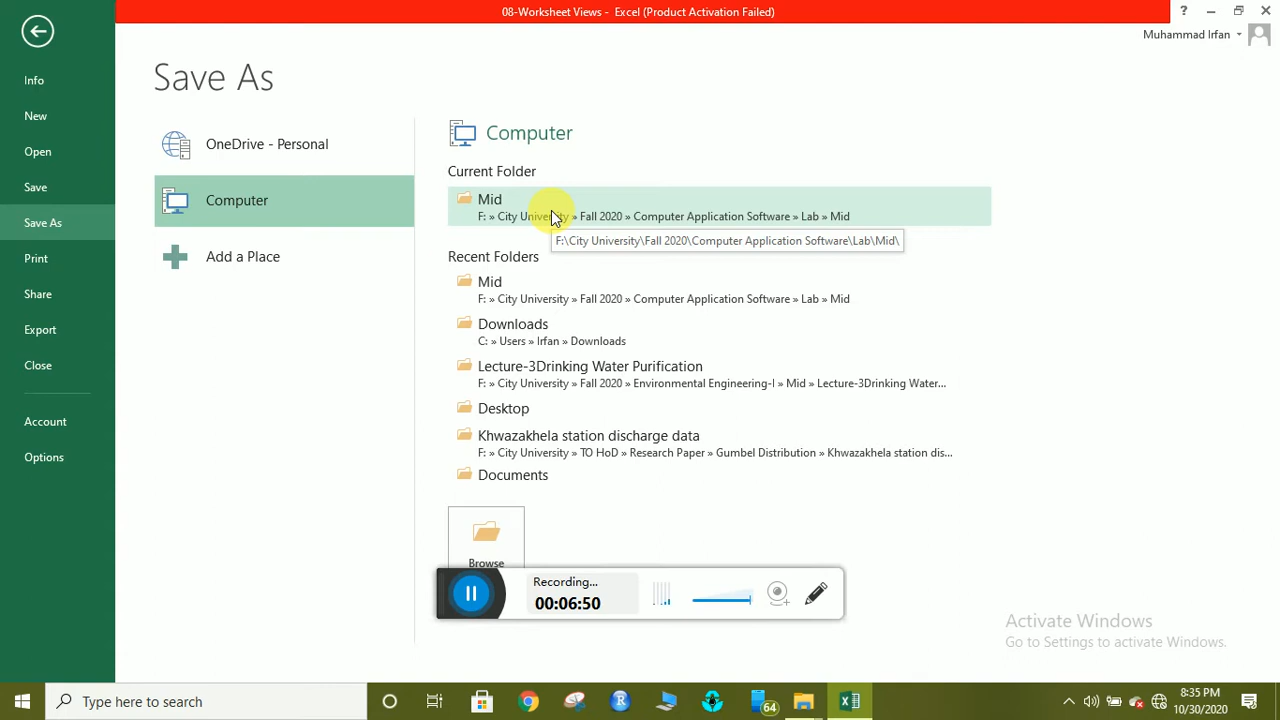 08-Worksheet Views - Excel (Product Activation Failed)
?
Muhammad Irfan
Info
New
Open
Save
Save As
Print
Share
Export
Close
Account
Options
Save As
OneDrive - Personal
Computer
Add a Place
Computer
Current Folder
Mid
F: » City University » Fall 2020 » Computer Application Software » Lab » Mid
F:\City University\Fall 2020\Computer Application Software\Lab\Mid\
Recent Folders
Mid
F: » City University » Fall 2020 » Computer Application Software » Lab » Mid
Downloads
C: » Users » Irfan » Downloads
Lecture-3Drinking Water Purification
F: » City University » Fall 2020 » Environmental Engineering-I » Mid » Lecture-3Drinking Water...
Desktop
Khwazakhela station discharge data
F: » City University » TO HoD » Research Paper » Gumbel Distribution » Khwazakhela station dis...
Documents
Browse
Recording...
00:06:50
Activate Windows
Go to Settings to activate Windows.
Type here to search
R
64
8:35 PM
10/30/2020